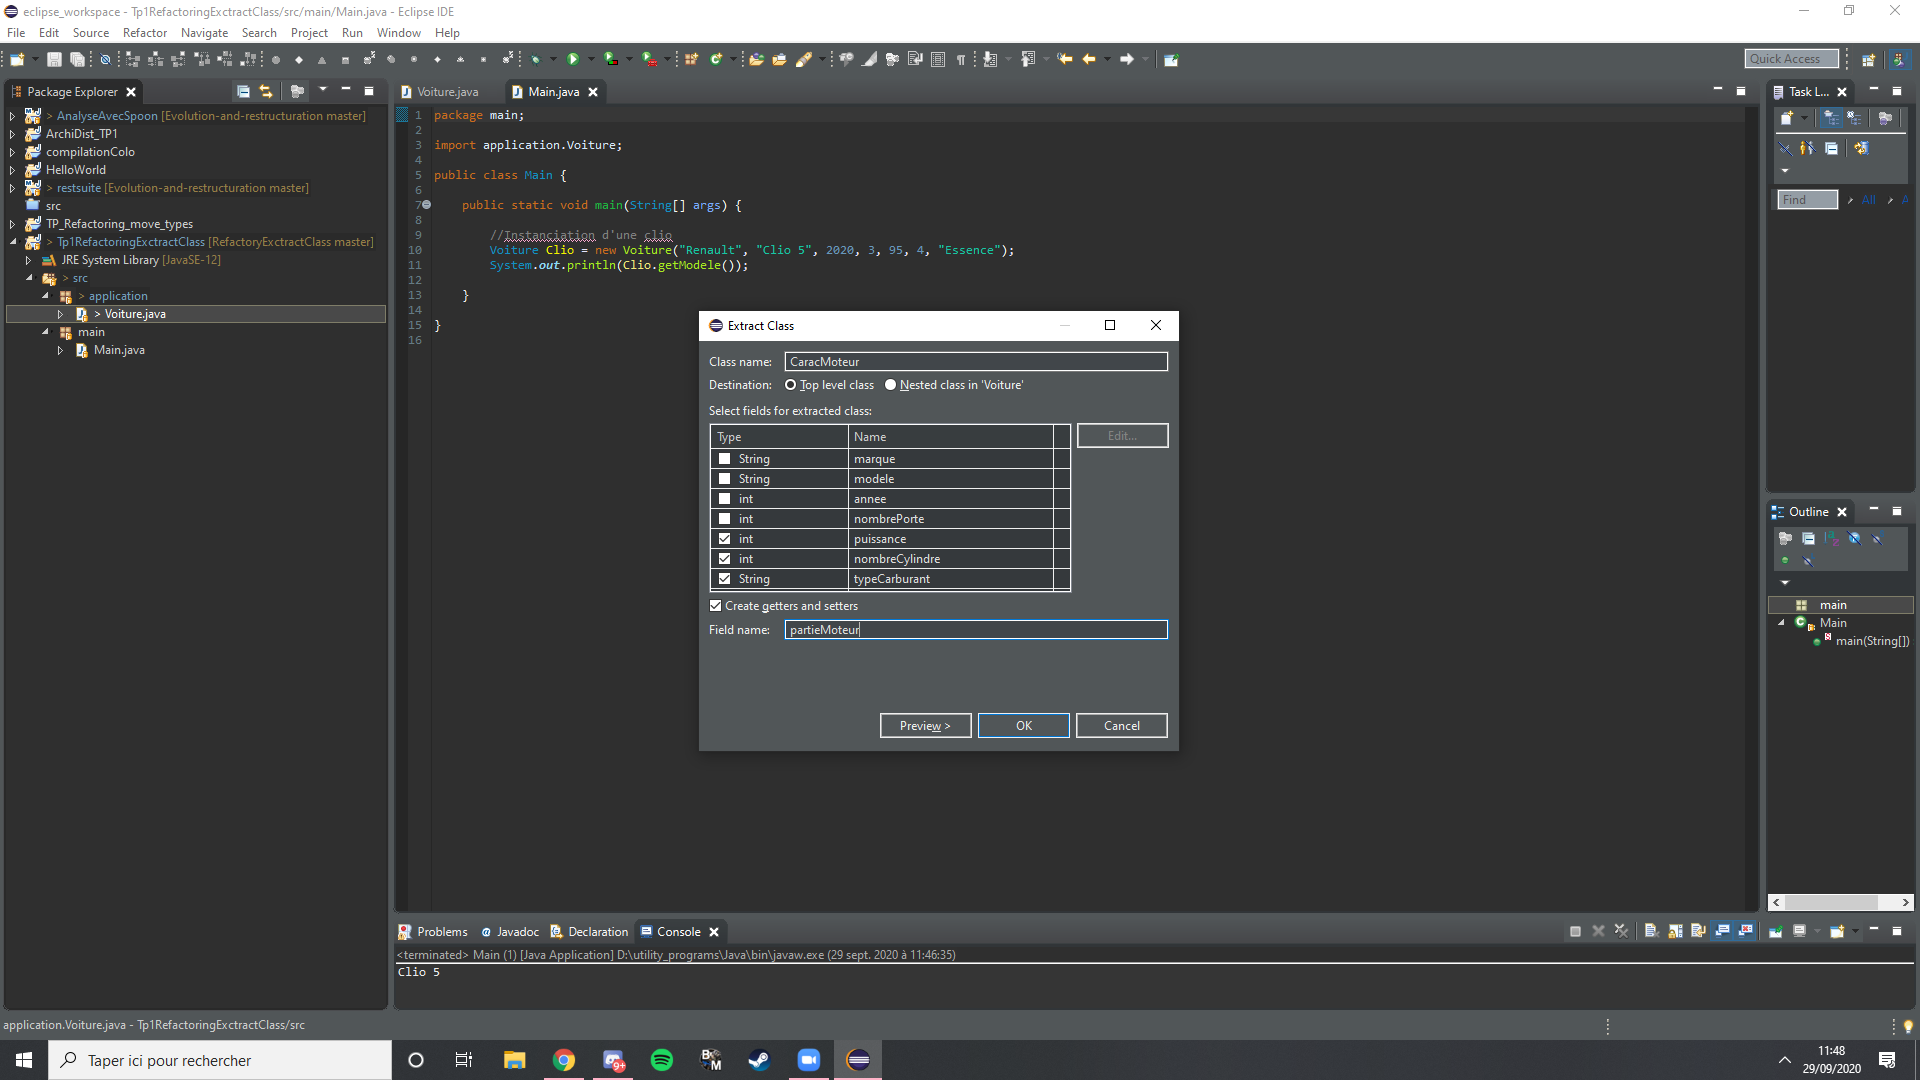 eclipse_workspace - Tp1RefactoringExctractClass/src/main/Main.java - Eclipse IDE
File Edit Source Refactor Navigate Search Project Run Window Help
Quick Access
Package Explorer
> AnalyseAvecSpoon [Evolution-and-restructuration master]
ArchiDist_TP1
compilationColo
HelloWorld
> restsuite [Evolution-and-restructuration master]
src
TP_Refactoring_move_types
> Tp1RefactoringExctractClass [RefactoryExctractClass master]
JRE System Library [JavaSE-12]
> src
> application
> Voiture.java
main
Main.java
Voiture.java Main.java
1 package main;
2
3 import application.Voiture;
4
5 public class Main {
6
7 public static void main(String[] args) {
8
9 //Instanciation d'une clio
10 Voiture Clio = new Voiture("Renault", "Clio 5", 2020, 3, 95, 4, "Essence");
11 System.out.println(Clio.getModele());
12
13 }
14
15 }
16
Extract Class
Class name: CaracMoteur
Destination: Top level class Nested class in 'Voiture'
Select fields for extracted class:
Type Name
Edit...
String marque
String modele
int annee
int nombrePorte
int puissance
int nombreCylindre
String typeCarburant
Create getters and setters
Field name: partieMoteur
Preview > OK Cancel
Task L...
Find All A
Outline
main
Main
main(String[])
Problems Javadoc Declaration Console
<terminated> Main (1) [Java Application] D:\utility_programs\Java\bin\javaw.exe (29 sept. 2020 à 11:46:35)
Clio 5
application.Voiture.java - Tp1RefactoringExctractClass/src
Taper ici pour rechercher
9+
11:48
29/09/2020